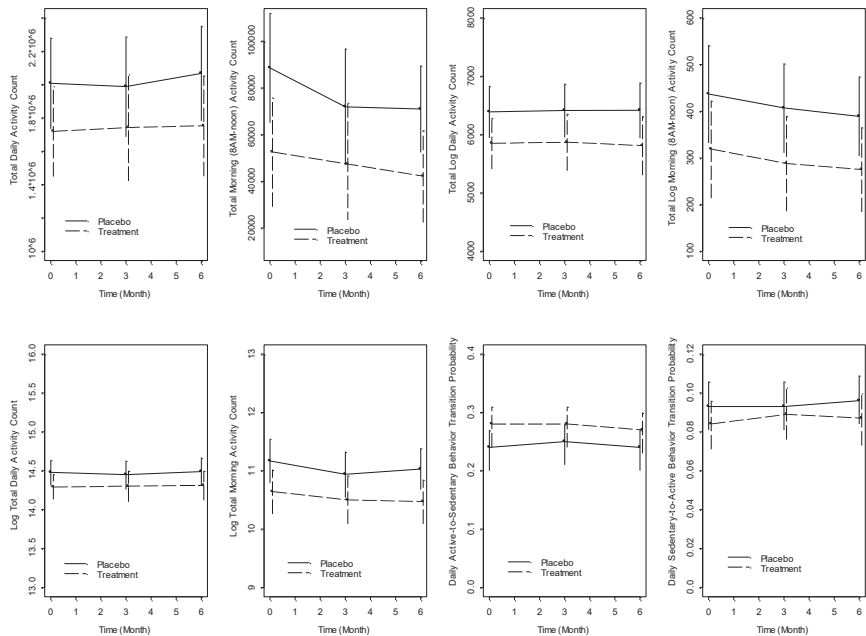 Total Daily Activity Count
10^6
1.4*10^6
1.8*10^6
2.2*10^6
Placebo
Treatment
0 1 2 3 4 5 6
Time (Month)
Total Morning (8AM-noon) Activity Count
20000
40000
60000
80000
100000
Placebo
Treatment
0 1 2 3 4 5 6
Time (Month)
Total Log Daily Activity Count
4000
5000
6000
7000
8000
Placebo
Treatment
0 1 2 3 4 5 6
Time (Month)
Total Log Morning (8AM-noon) Activity Count
100
200
300
400
500
600
Placebo
Treatment
0 1 2 3 4 5 6
Time (Month)
Log Total Daily Activity Count
13.0
13.5
14.0
14.5
15.0
15.5
16.0
Placebo
Treatment
0 1 2 3 4 5 6
Time (Month)
Log Total Morning Activity Count
9
10
11
12
13
Placebo
Treatment
0 1 2 3 4 5 6
Time (Month)
Daily Active-to-Sedentary Behavior Transition Probability
0.0
0.1
0.2
0.3
0.4
Placebo
Treatment
0 1 2 3 4 5 6
Time (Month)
Daily Sedentary-to-Active Behavior Transition Probability
0.0
0.02
0.04
0.06
0.08
0.10
0.12
Placebo
Treatment
0 1 2 3 4 5 6
Time (Month)